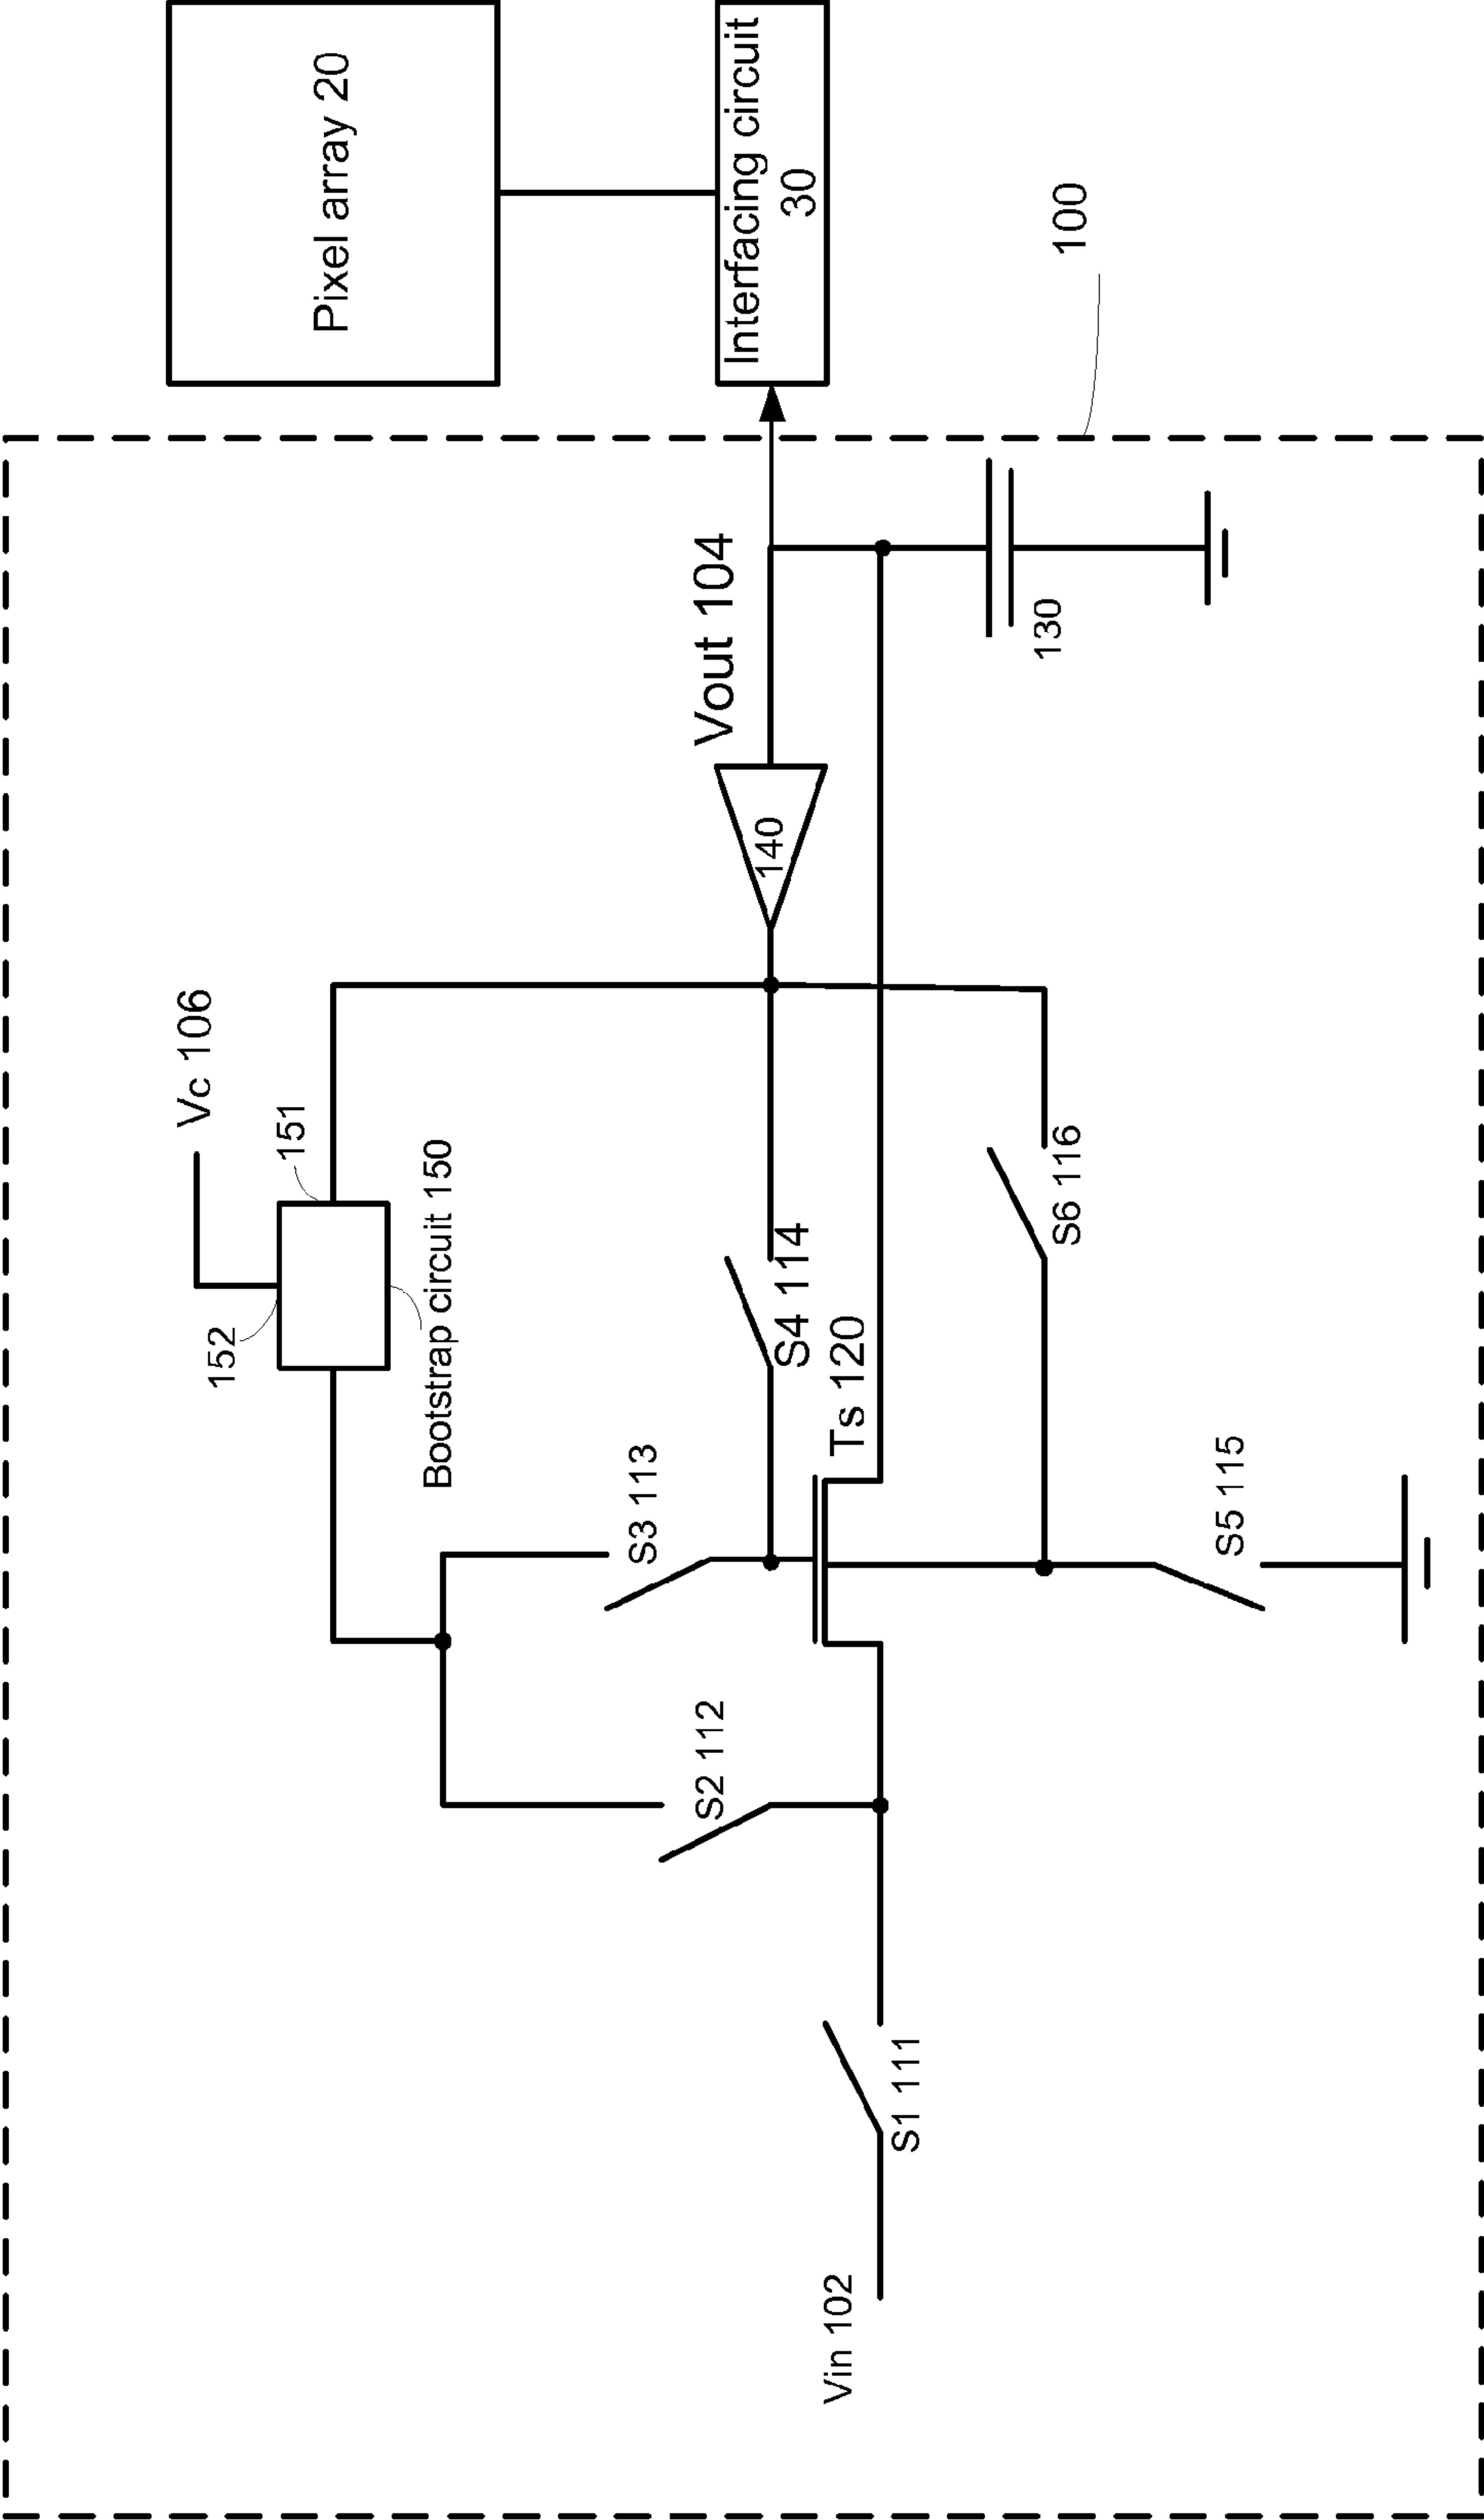 Pixel array 20
Interfacing circuit
30
100
Vout 104
130
140
Vc 106
151
152
Bootstrap circuit 150
S4 114
S6 116
Ts 120
S3 113
S5 115
S2 112
S1 111
Vin 102